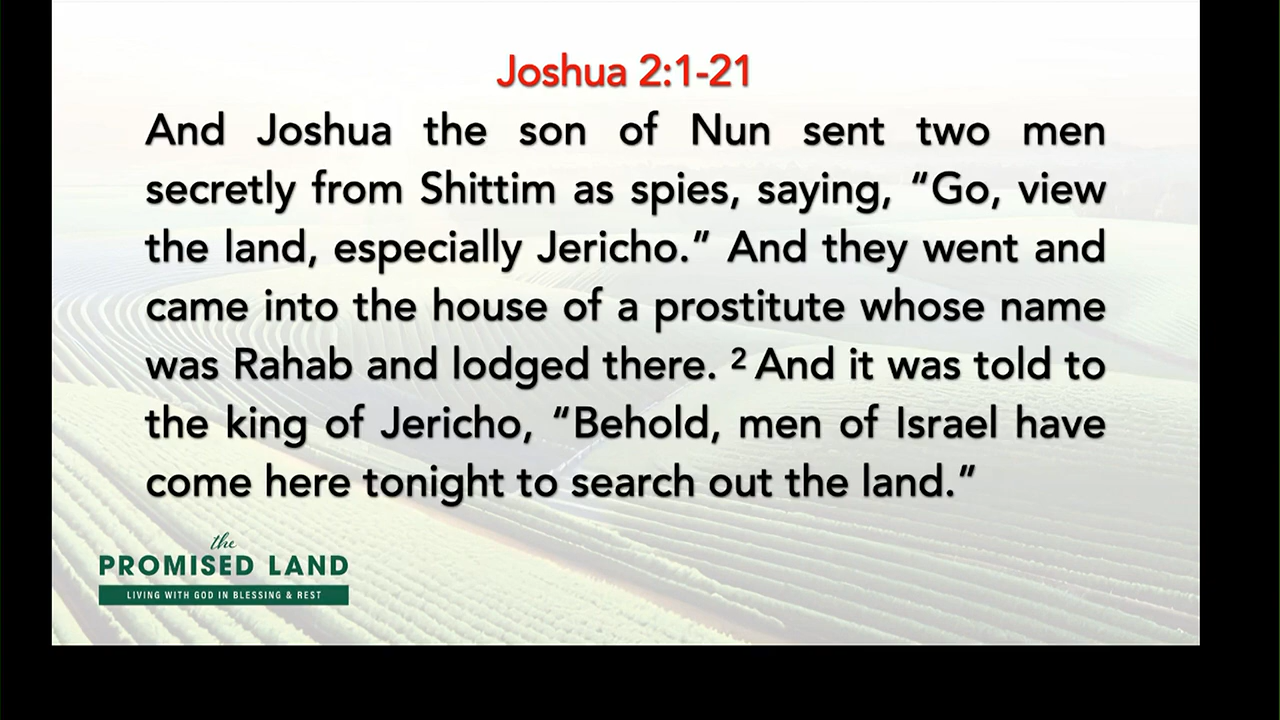 Joshua 2:1-21
And Joshua the son of Nun sent two men
secretly from Shittim as spies, saying, “Go, view
the land, especially Jericho.” And they went and
came into the house of a prostitute whose name
was Rahab and lodged there. ² And it was told to
the king of Jericho, “Behold, men of Israel have
come here tonight to search out the land.”
the
PROMISED LAND
LIVING WITH GOD IN BLESSING & REST